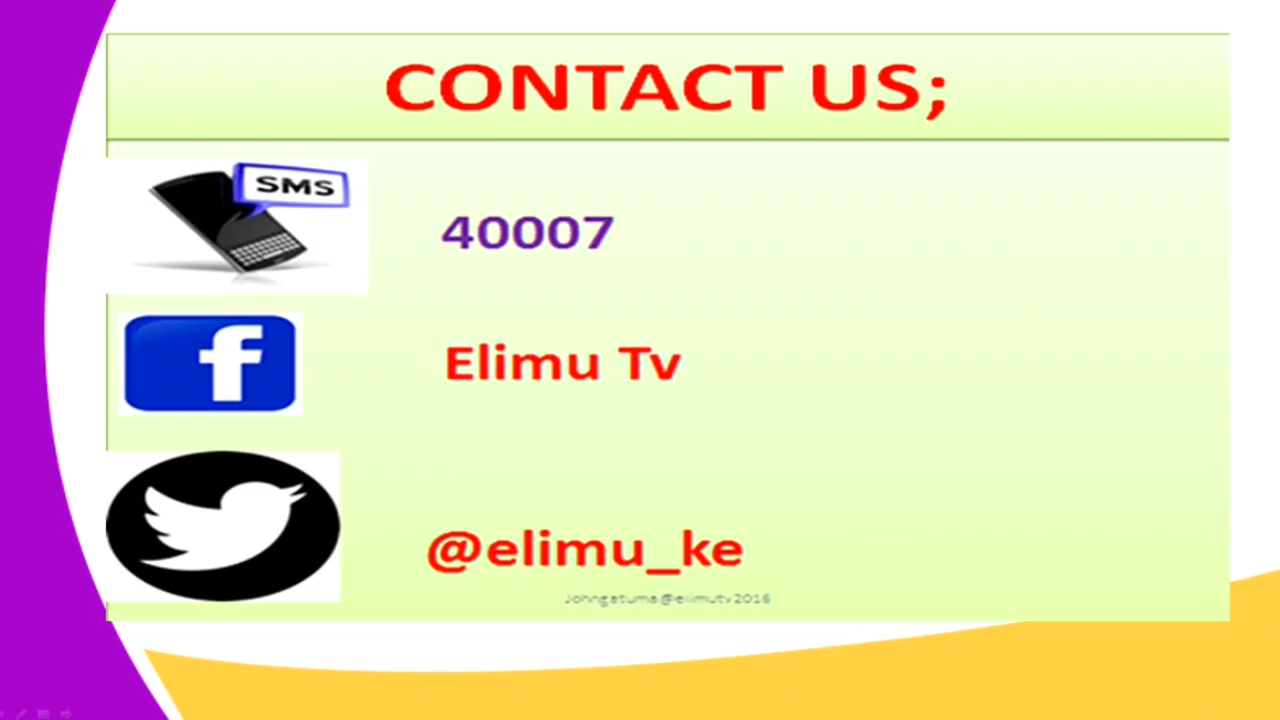 CONTACT US;
SMS
40007
f
Elimu Tv
@elimu_ke
Johngatuma@elimutv2016